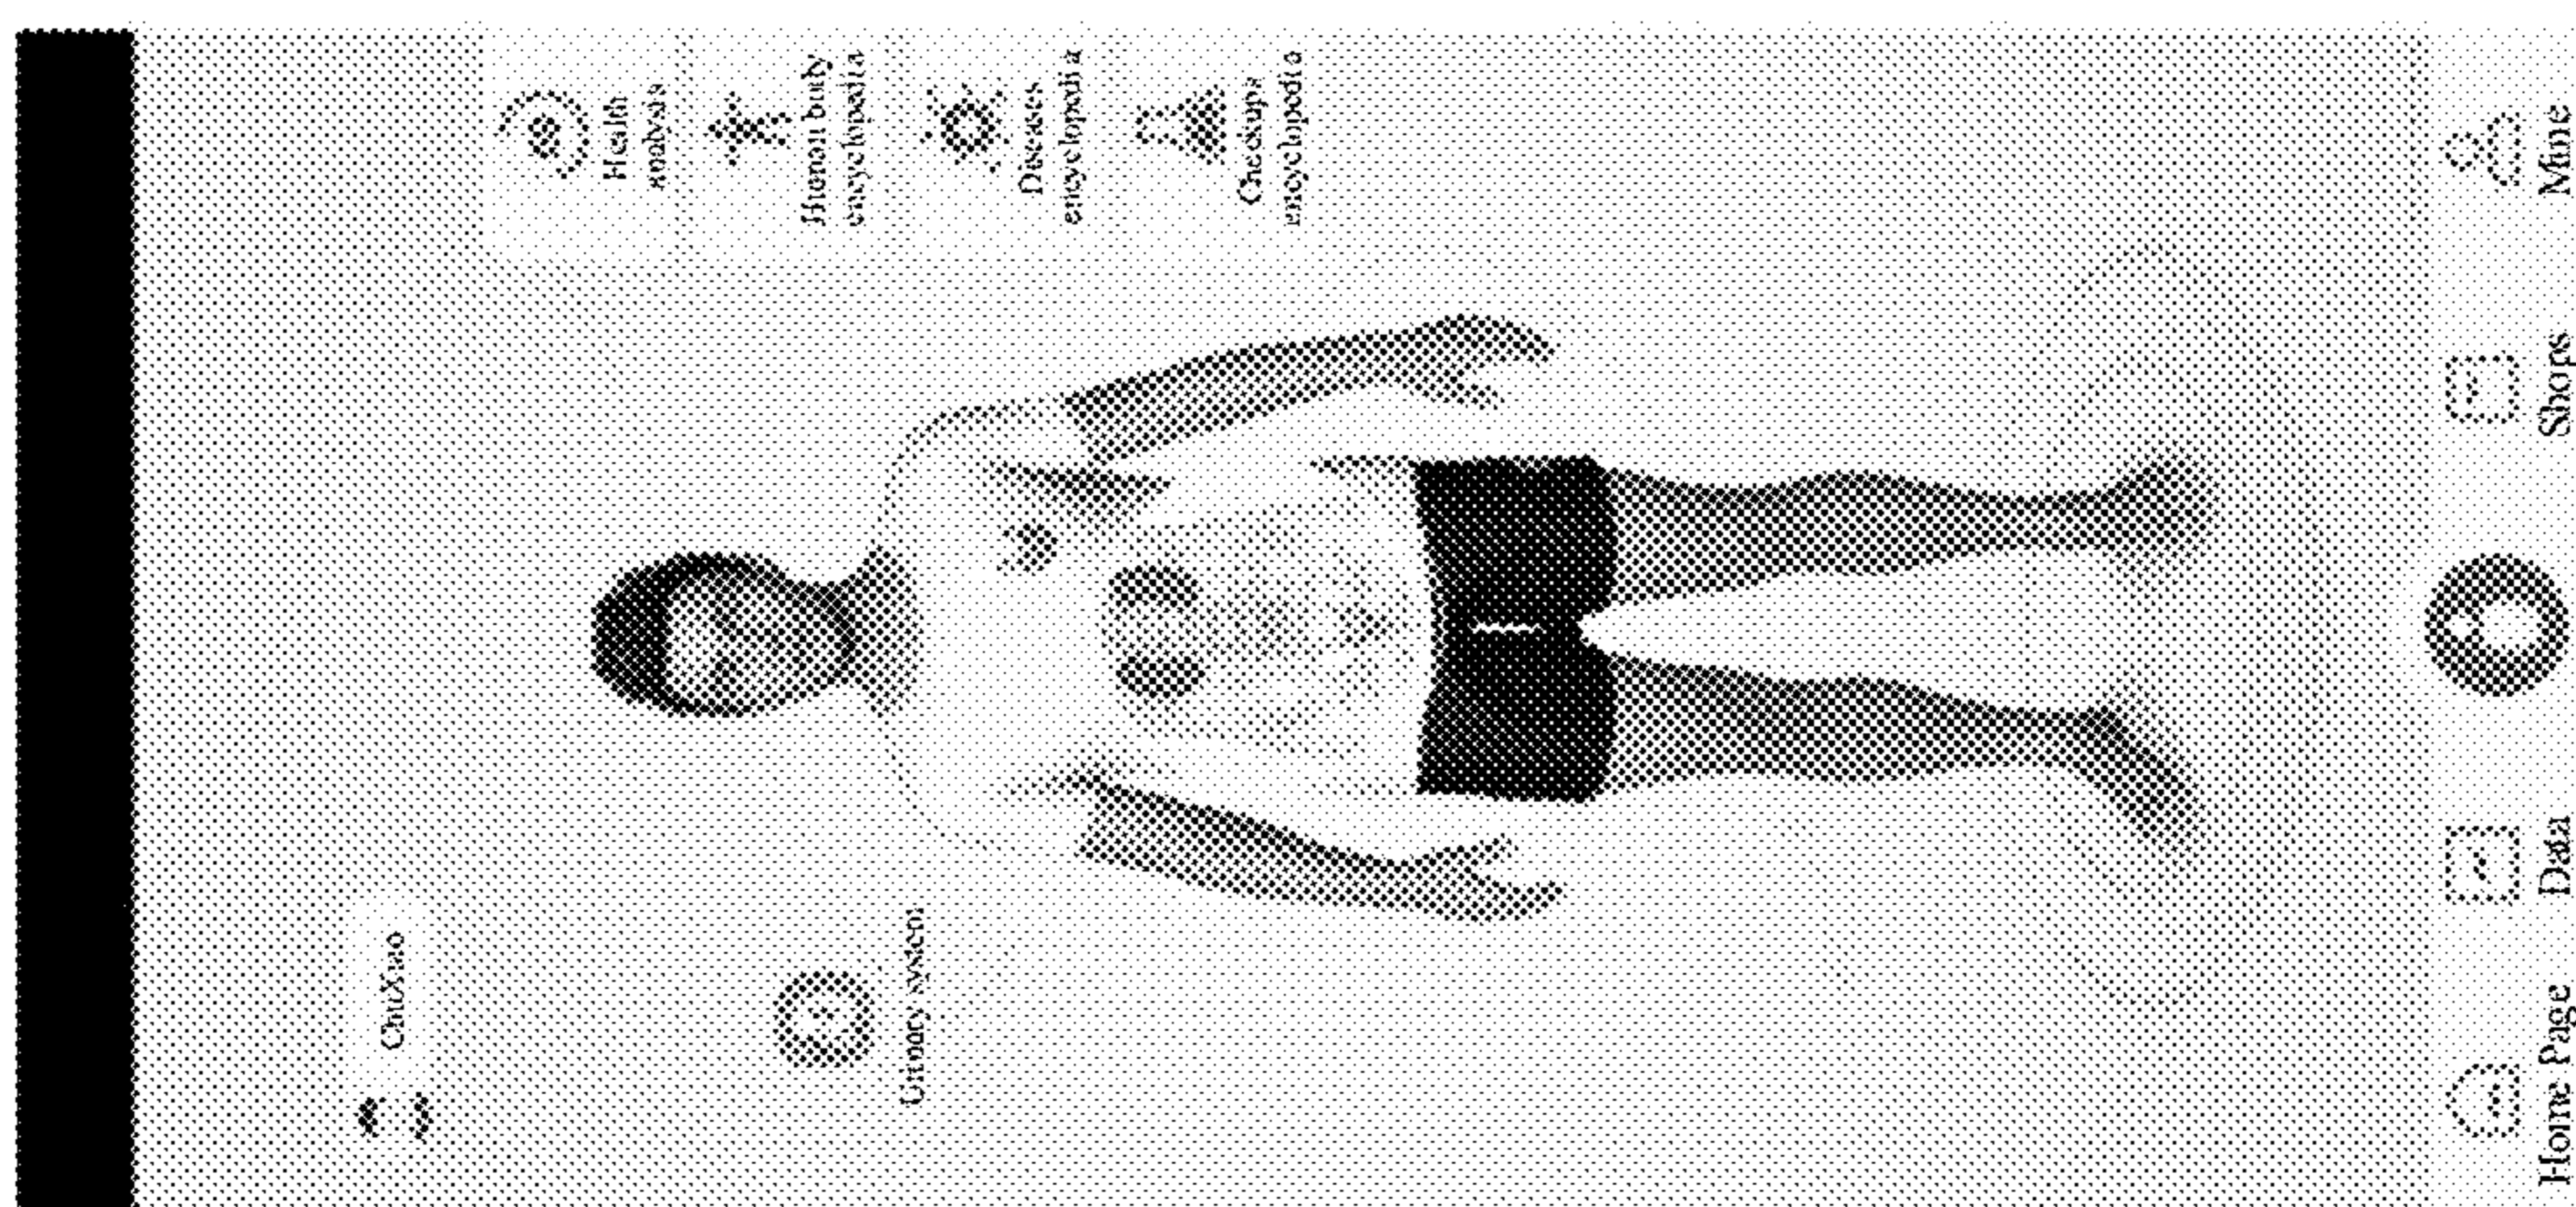 ChuXiao
Health
analysis
Human body
encyclopedia
Urinary system
Diseases
encyclopedia
Checkups
encyclopedia
Home Page
Data
Shops
Mine